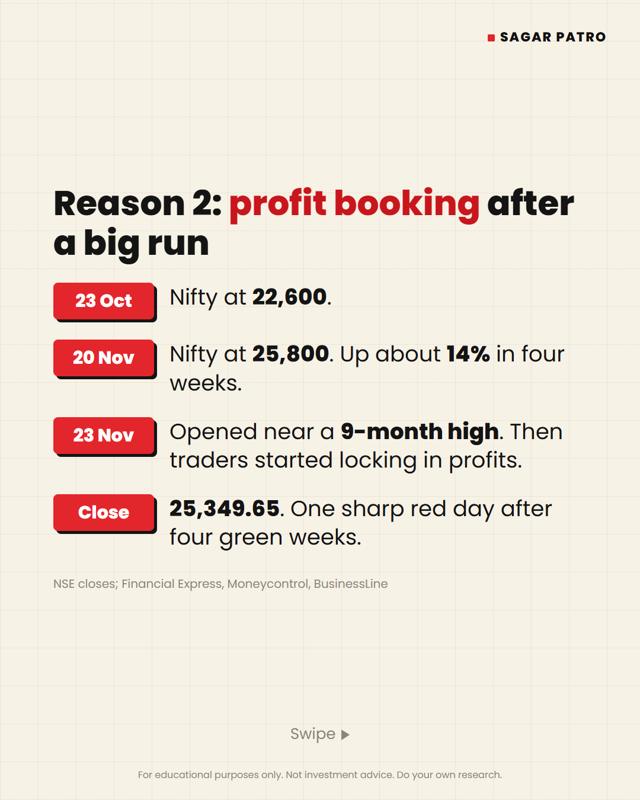 SAGAR PATRO
Reason 2: profit booking after
a big run
23 Oct
Nifty at 22,600.
20 Nov
Nifty at 25,800. Up about 14% in four
weeks.
23 Nov
Opened near a 9-month high. Then
traders started locking in profits.
Close
25,349.65. One sharp red day after
four green weeks.
NSE closes; Financial Express, Moneycontrol, BusinessLine
Swipe ▶
For educational purposes only. Not investment advice. Do your own research.